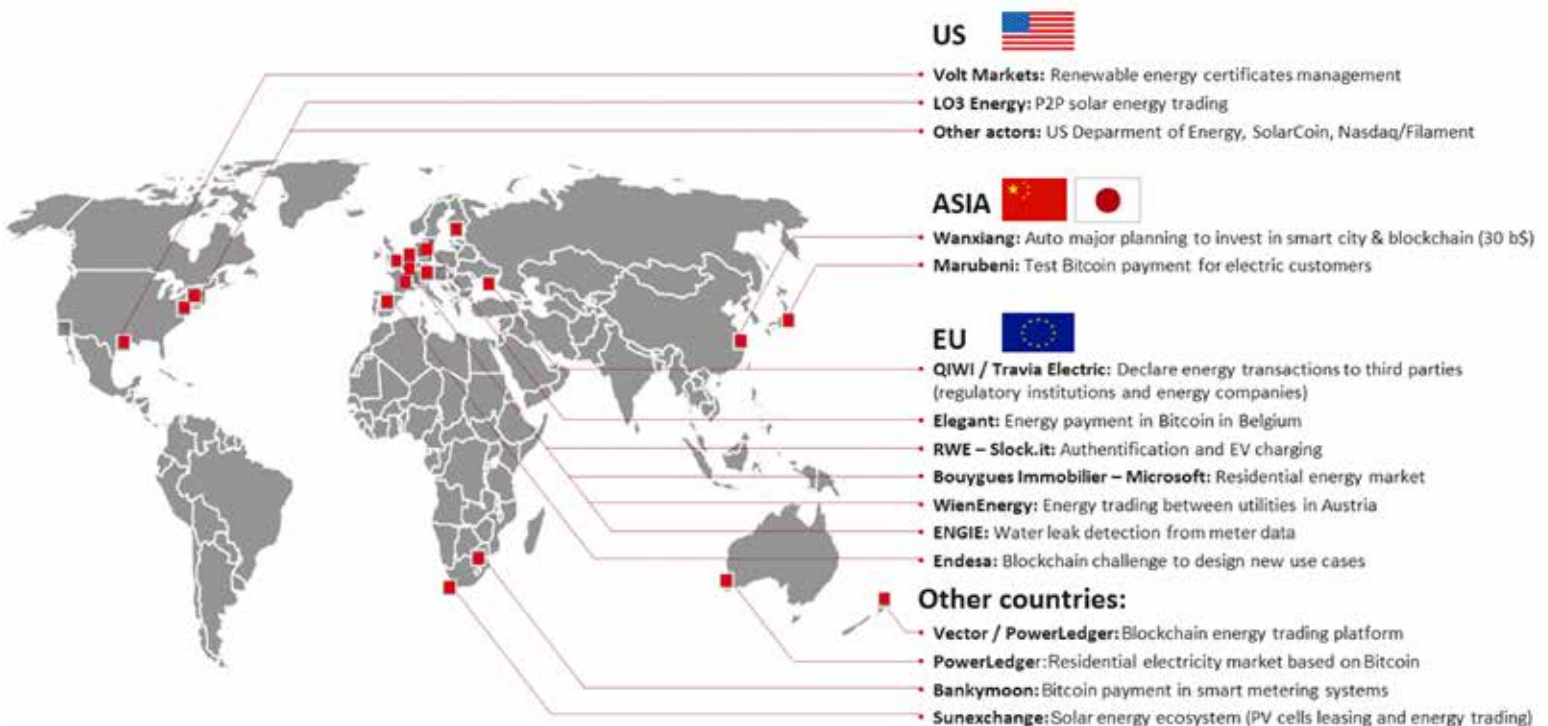 US
Volt Markets: Renewable energy certificates management
LO3 Energy: P2P solar energy trading
Other actors: US Deparment of Energy, SolarCoin, Nasdaq/Filament
ASIA
Wanxiang: Auto major planning to invest in smart city & blockchain (30 b$)
Marubeni: Test Bitcoin payment for electric customers
EU
QIWI / Travia Electric: Declare energy transactions to third parties
(regulatory institutions and energy companies)
Elegant: Energy payment in Bitcoin in Belgium
RWE – Slock.it: Authentification and EV charging
Bouygues Immobilier – Microsoft: Residential energy market
WienEnergy: Energy trading between utilities in Austria
ENGIE: Water leak detection from meter data
Endesa: Blockchain challenge to design new use cases
Other countries:
Vector / PowerLedger: Blockchain energy trading platform
PowerLedger: Residential electricity market based on Bitcoin
Bankymoon: Bitcoin payment in smart metering systems
Sunexchange: Solar energy ecosystem (PV cells leasing and energy trading)